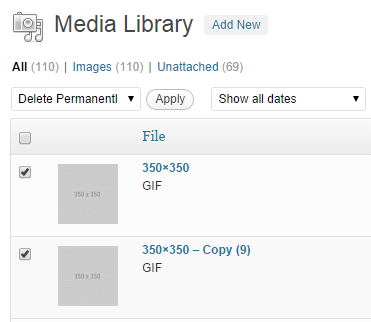 Media Library Add New
All (110) | Images (110) | Unattached (69)
Delete Permanentl Apply Show all dates
File
350×350
GIF
350 x 350
350×350 – Copy (9)
GIF
350 x 350